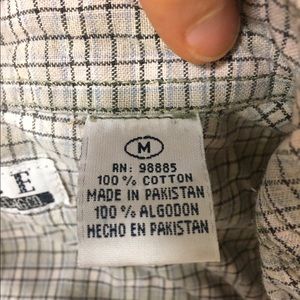 E
M
RN: 98885
100% COTTON
MADE IN PAKISTAN
100% ALGODON
HECHO EN PAKISTAN